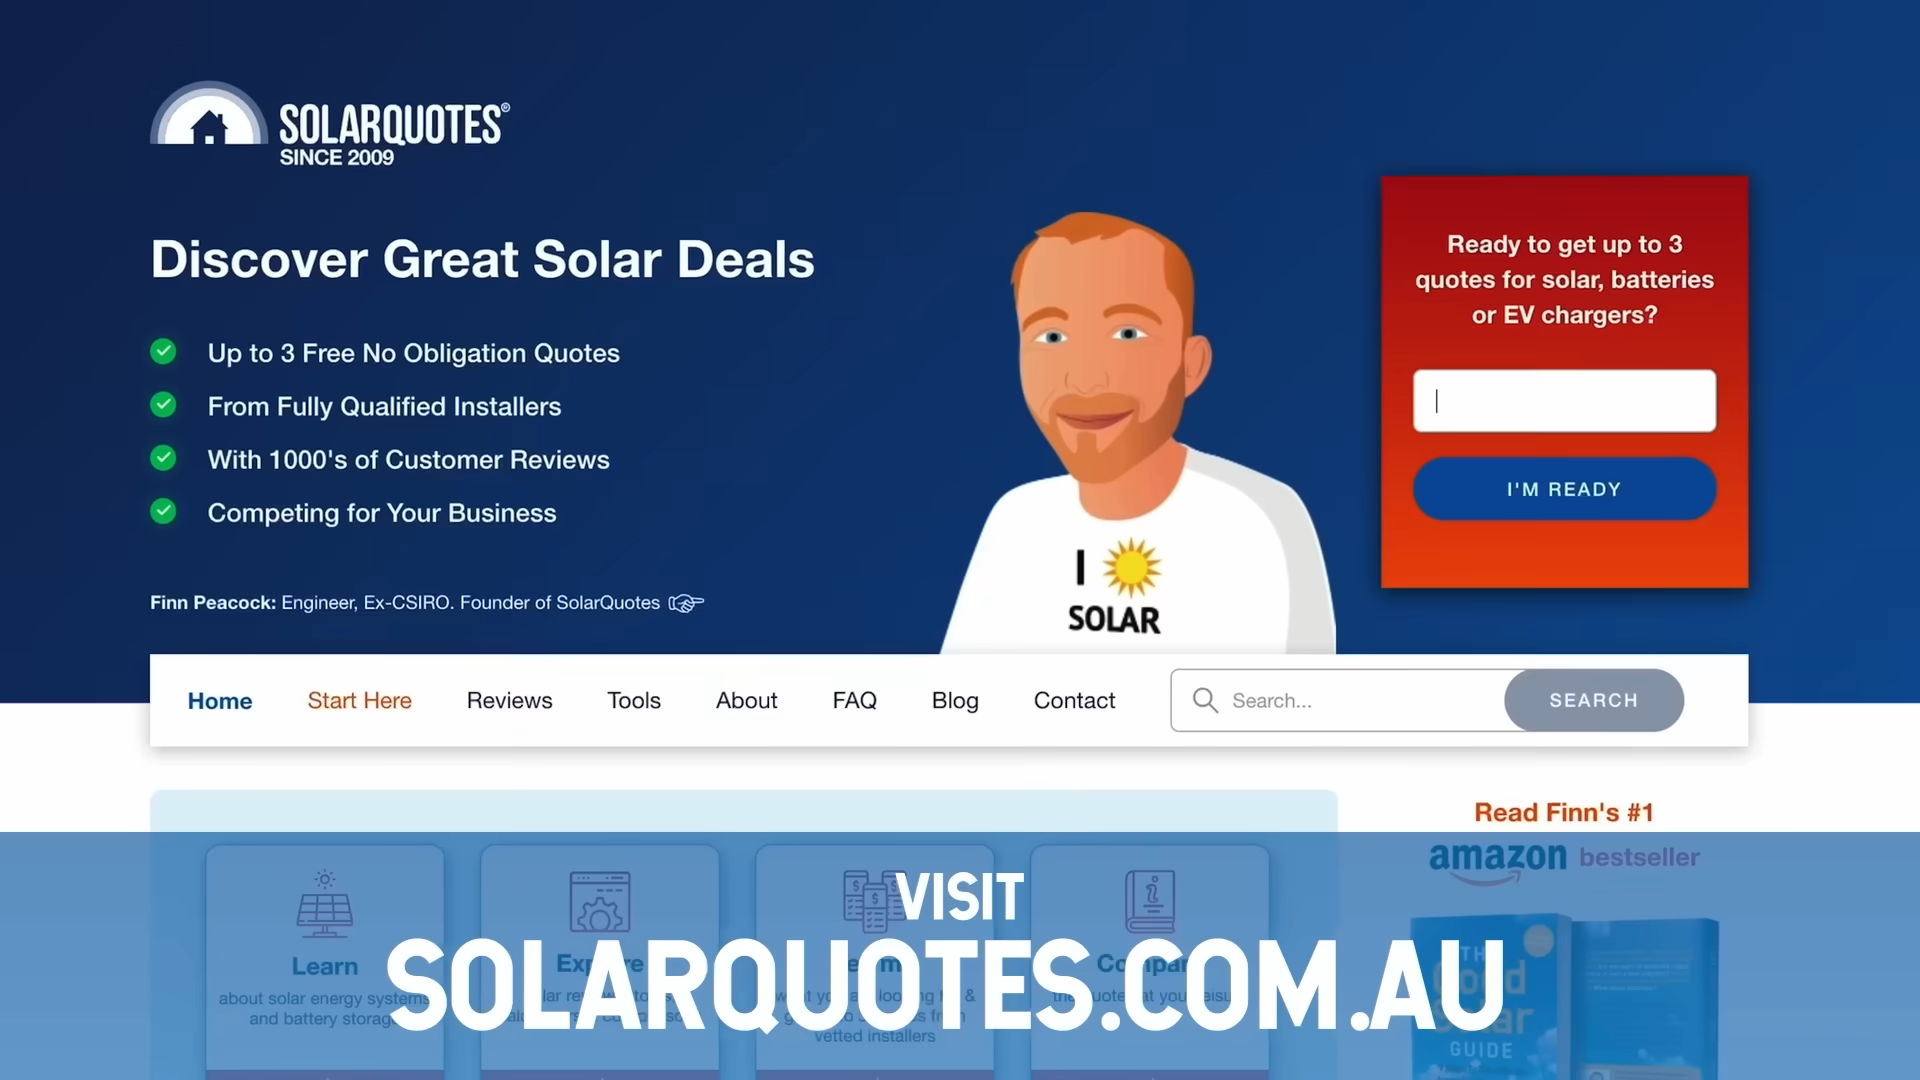 SOLARQUOTES®
SINCE 2009
Discover Great Solar Deals
Up to 3 Free No Obligation Quotes
From Fully Qualified Installers
With 1000's of Customer Reviews
Competing for Your Business
Finn Peacock: Engineer, Ex-CSIRO. Founder of SolarQuotes
I
SOLAR
Ready to get up to 3
quotes for solar, batteries
or EV chargers?
I'M READY
Home Start Here Reviews Tools About FAQ Blog Contact Search... SEARCH
Read Finn's #1
amazon bestseller
VISIT
SOLARQUOTES.COM.AU
Learn
about solar energy systems
and battery storage
vetted installers
THE
Good
Solar
GUIDE